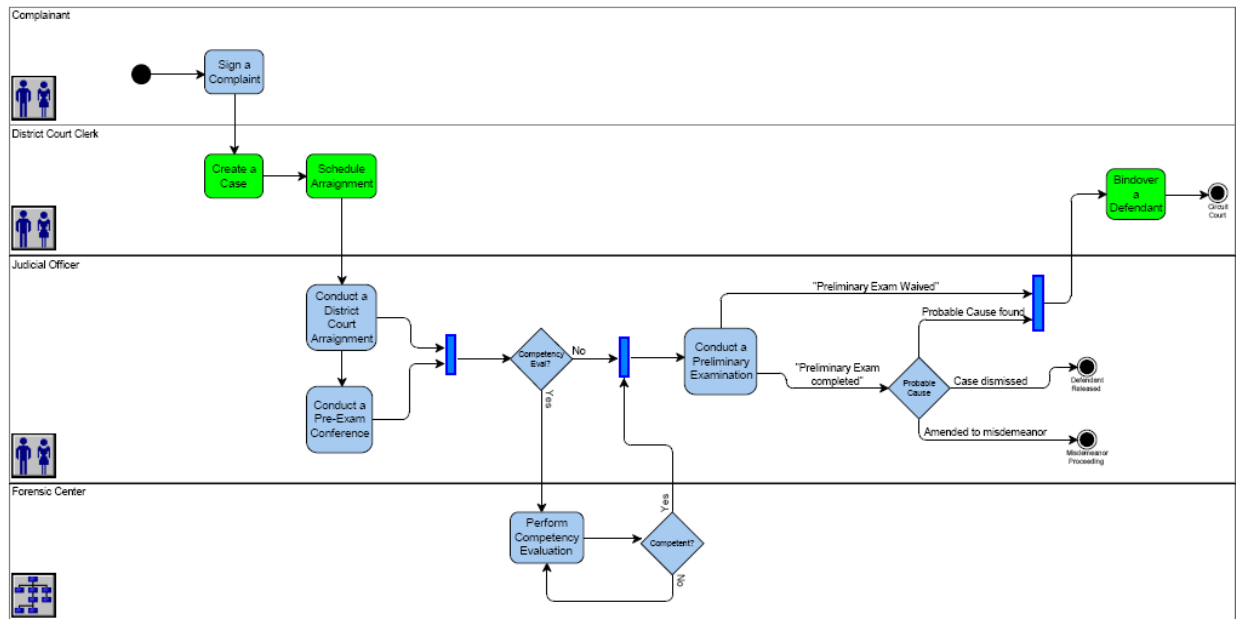 Complainant
Sign a
Complaint
District Court Clerk
Create a
Case
Schedule
Arraignment
Bindover
a
Defendant
Circuit
Court
Judicial Officer
Conduct a
District
Court
Arraignment
Conduct a
Pre-Exam
Conference
Competency
Eval?
No
Yes
"Preliminary Exam Waived"
Conduct a
Preliminary
Examination
"Preliminary Exam
completed"
Probable Cause found
Probable
Cause
Case dismissed
Defendant
Released
Amended to misdemeanor
Misdemeanor
Proceeding
Forensic Center
Perform
Competency
Evaluation
Competent?
Yes
No